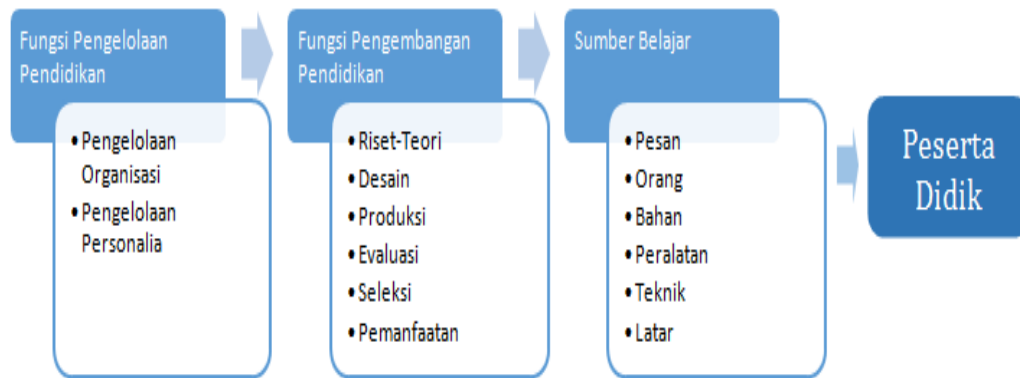 Fungsi Pengelolaan
Pendidikan
• Pengelolaan
Organisasi
• Pengelolaan
Personalia
Fungsi Pengembangan
Pendidikan
• Riset-Teori
• Desain
• Produksi
• Evaluasi
• Seleksi
• Pemanfaatan
Sumber Belajar
• Pesan
• Orang
• Bahan
• Peralatan
• Teknik
• Latar
Peserta
Didik